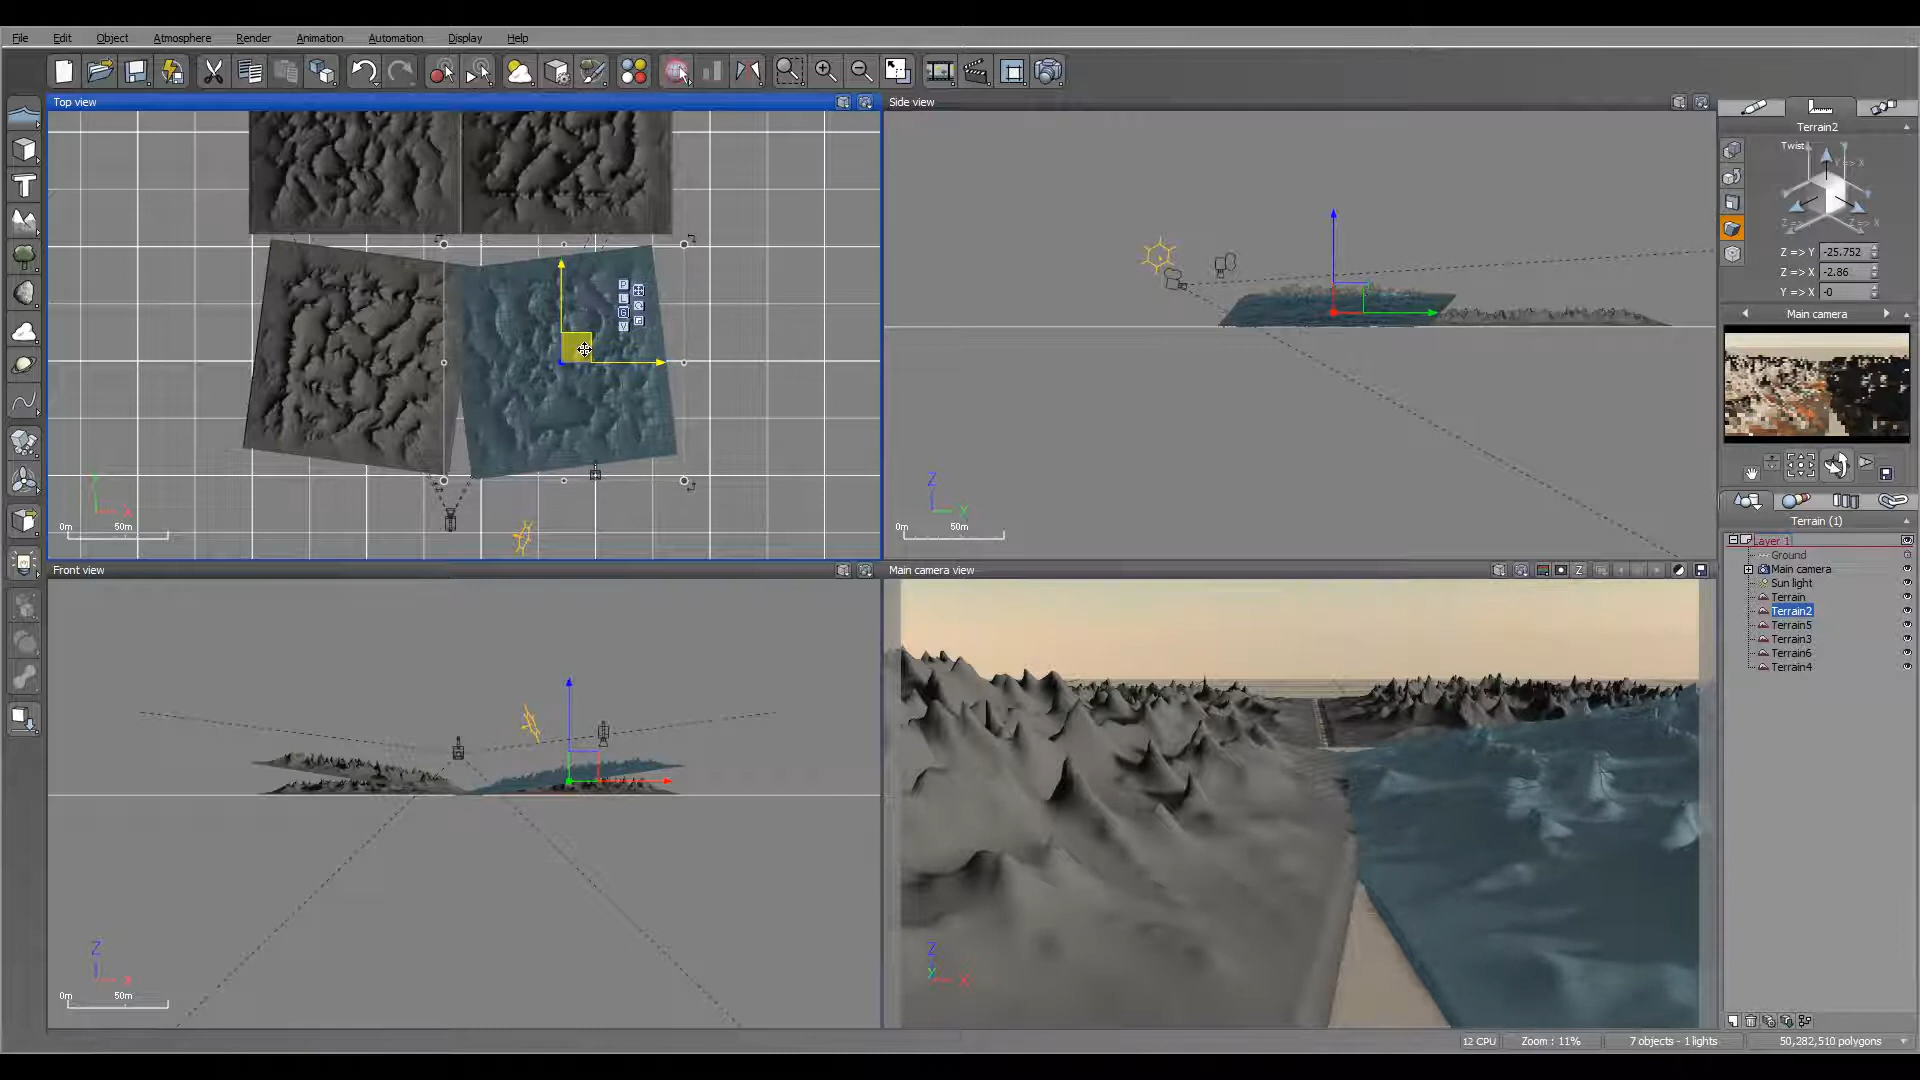 File Edit Object Atmosphere Render Animation Automation Display Help
Top view
Side view
Terrain2
Twist
Y => X
Z => X
Z => Y -25.752
Z => X -2.86
Y => X -0
Main camera
P
L
G
V
Y
X
0m 50m
Z
Y
0m 50m
Terrain (1)
Layer 1
Ground
Main camera
Sun light
Terrain
Terrain2
Terrain5
Terrain3
Terrain6
Terrain4
Front view
Main camera view
Z
Z
X
0m 50m
Z
y
X
12 CPU Zoom : 11% 7 objects - 1 lights 50,282,510 polygons